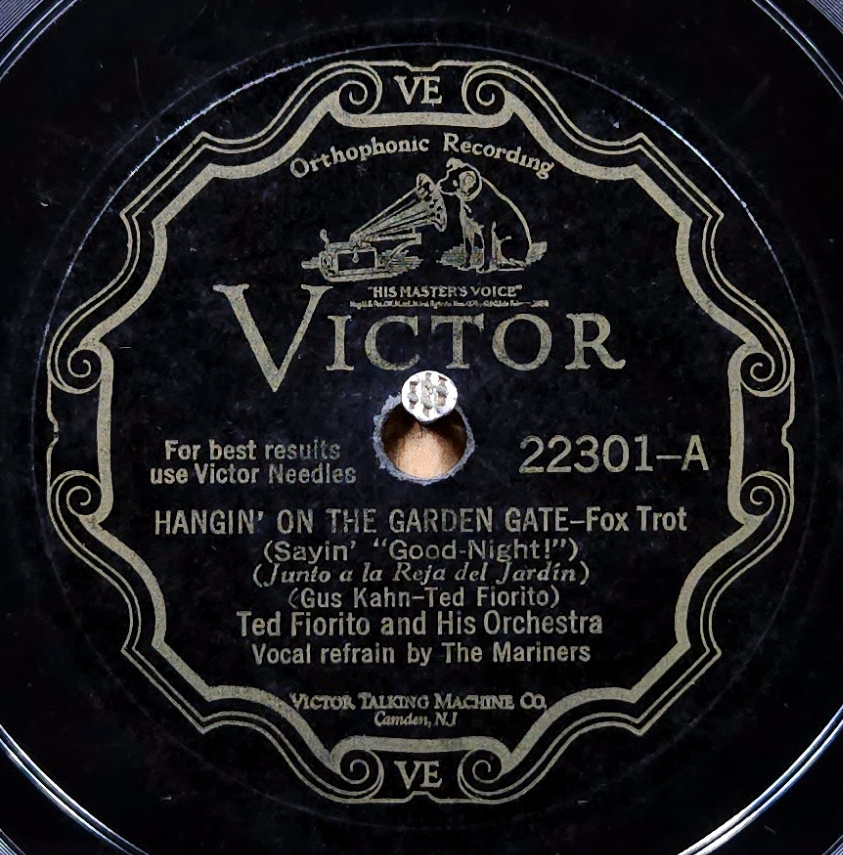 VE
Orthophonic Recording
"HIS MASTER'S VOICE"
VICTOR
For best results
use Victor Needles
22301-A
HANGIN' ON THE GARDEN GATE-Fox Trot
(Sayin' "Good-Night!")
(Junto a la Reja del Jardín)
(Gus Kahn-Ted Fiorito)
Ted Fiorito and His Orchestra
Vocal refrain by The Mariners
VICTOR TALKING MACHINE CO.
Camden, N.J
VE